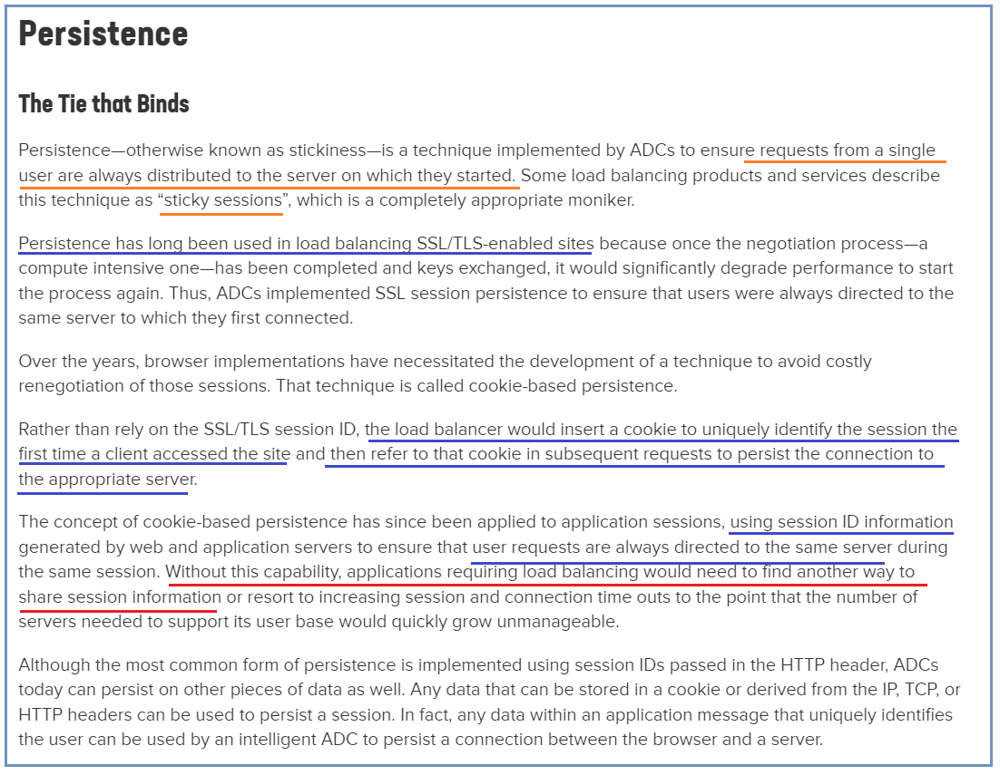 Persistence
The Tie that Binds
Persistence—otherwise known as stickiness—is a technique implemented by ADCs to ensure requests from a single
user are always distributed to the server on which they started. Some load balancing products and services describe
this technique as “sticky sessions”, which is a completely appropriate moniker.
Persistence has long been used in load balancing SSL/TLS-enabled sites because once the negotiation process—a
compute intensive one—has been completed and keys exchanged, it would significantly degrade performance to start
the process again. Thus, ADCs implemented SSL session persistence to ensure that users were always directed to the
same server to which they first connected.
Over the years, browser implementations have necessitated the development of a technique to avoid costly
renegotiation of those sessions. That technique is called cookie-based persistence.
Rather than rely on the SSL/TLS session ID, the load balancer would insert a cookie to uniquely identify the session the
first time a client accessed the site and then refer to that cookie in subsequent requests to persist the connection to
the appropriate server.
The concept of cookie-based persistence has since been applied to application sessions, using session ID information
generated by web and application servers to ensure that user requests are always directed to the same server during
the same session. Without this capability, applications requiring load balancing would need to find another way to
share session information or resort to increasing session and connection time outs to the point that the number of
servers needed to support its user base would quickly grow unmanageable.
Although the most common form of persistence is implemented using session IDs passed in the HTTP header, ADCs
today can persist on other pieces of data as well. Any data that can be stored in a cookie or derived from the IP, TCP, or
HTTP headers can be used to persist a session. In fact, any data within an application message that uniquely identifies
the user can be used by an intelligent ADC to persist a connection between the browser and a server.